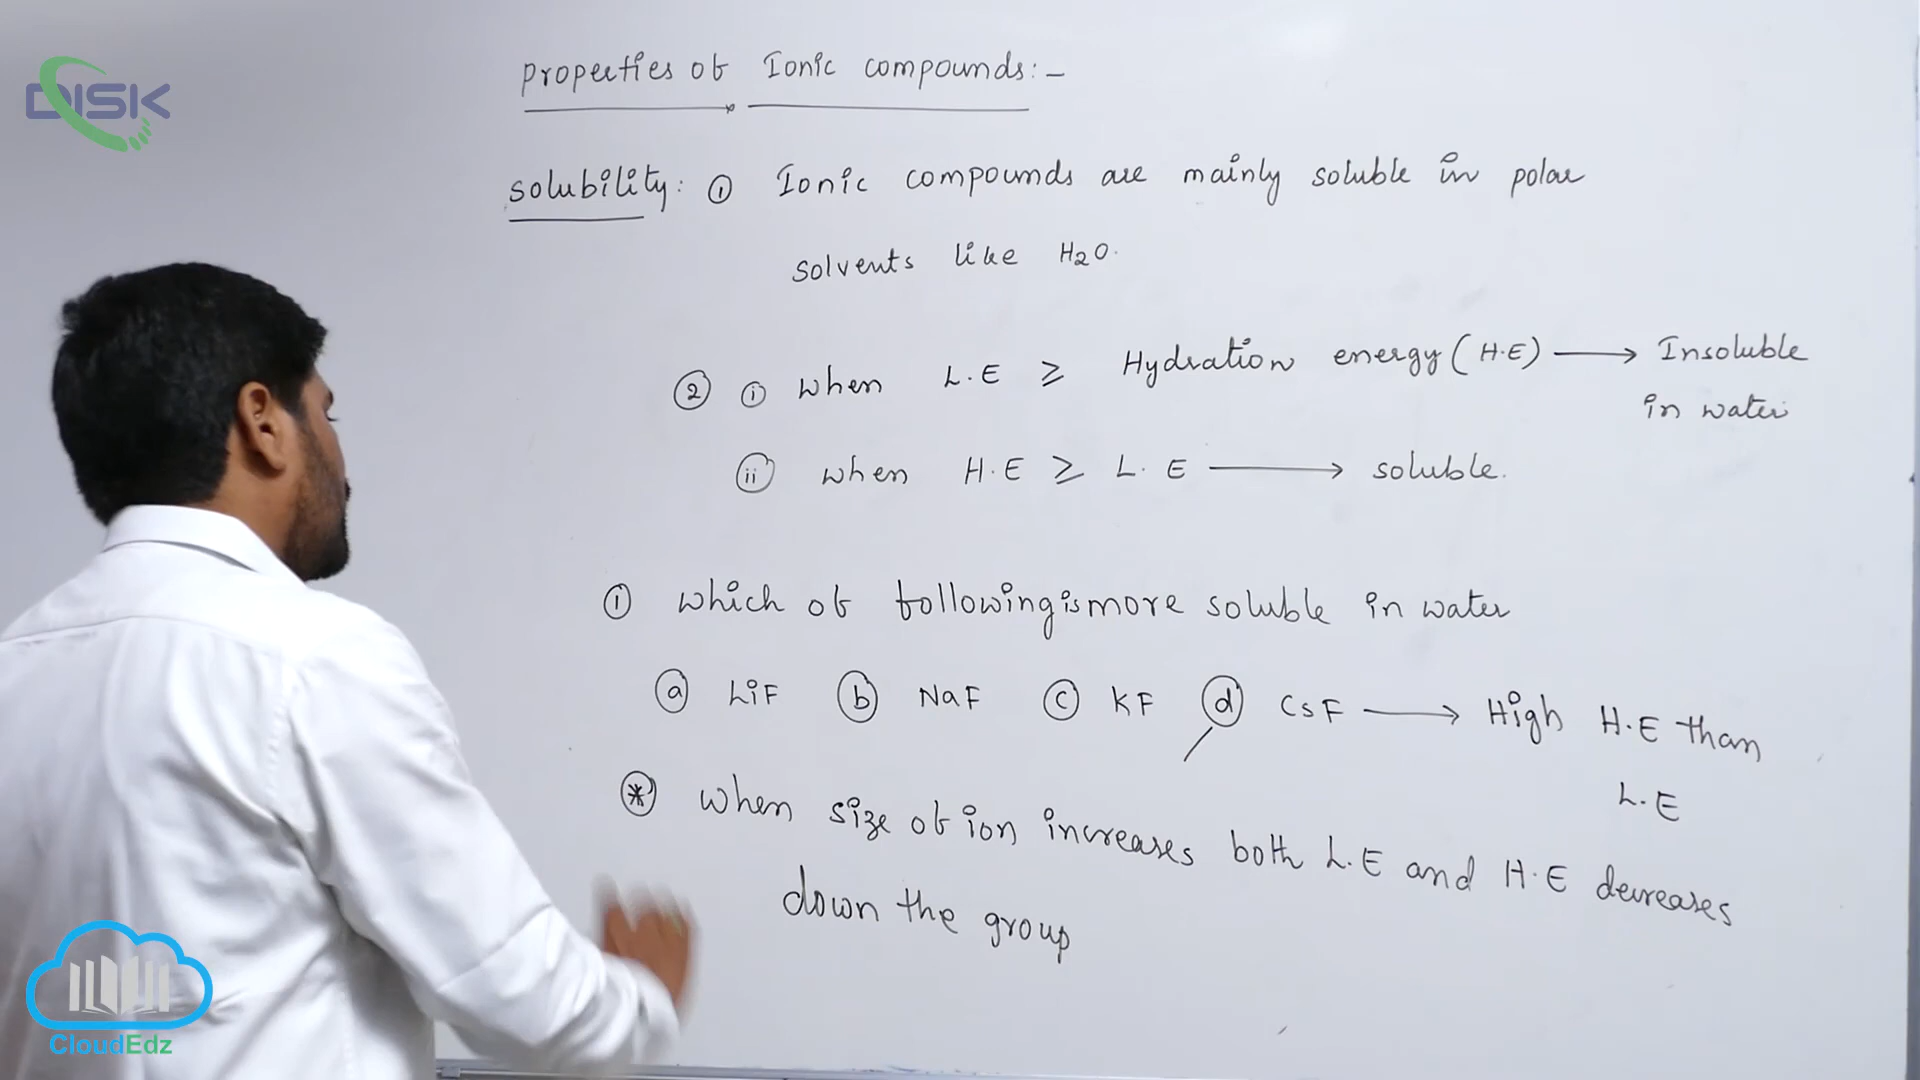 DISK
properties of Ionic compounds:-
solubility: ① Ionic compounds are mainly soluble in polar
solvents like H2O.
② ⓘ when L.E ≥ Hydration energy (H.E) ⟶ Insoluble
in water
ⓘⓘ when H.E ≥ L.E ⟶ soluble.
① which of following is more soluble in water
ⓐ LiF ⓑ NaF ⓒ KF ⓓ CsF ⟶ High H.E than
L.E
⊛ when size of ion increases both L.E and H.E decreases
down the group
CloudEdz